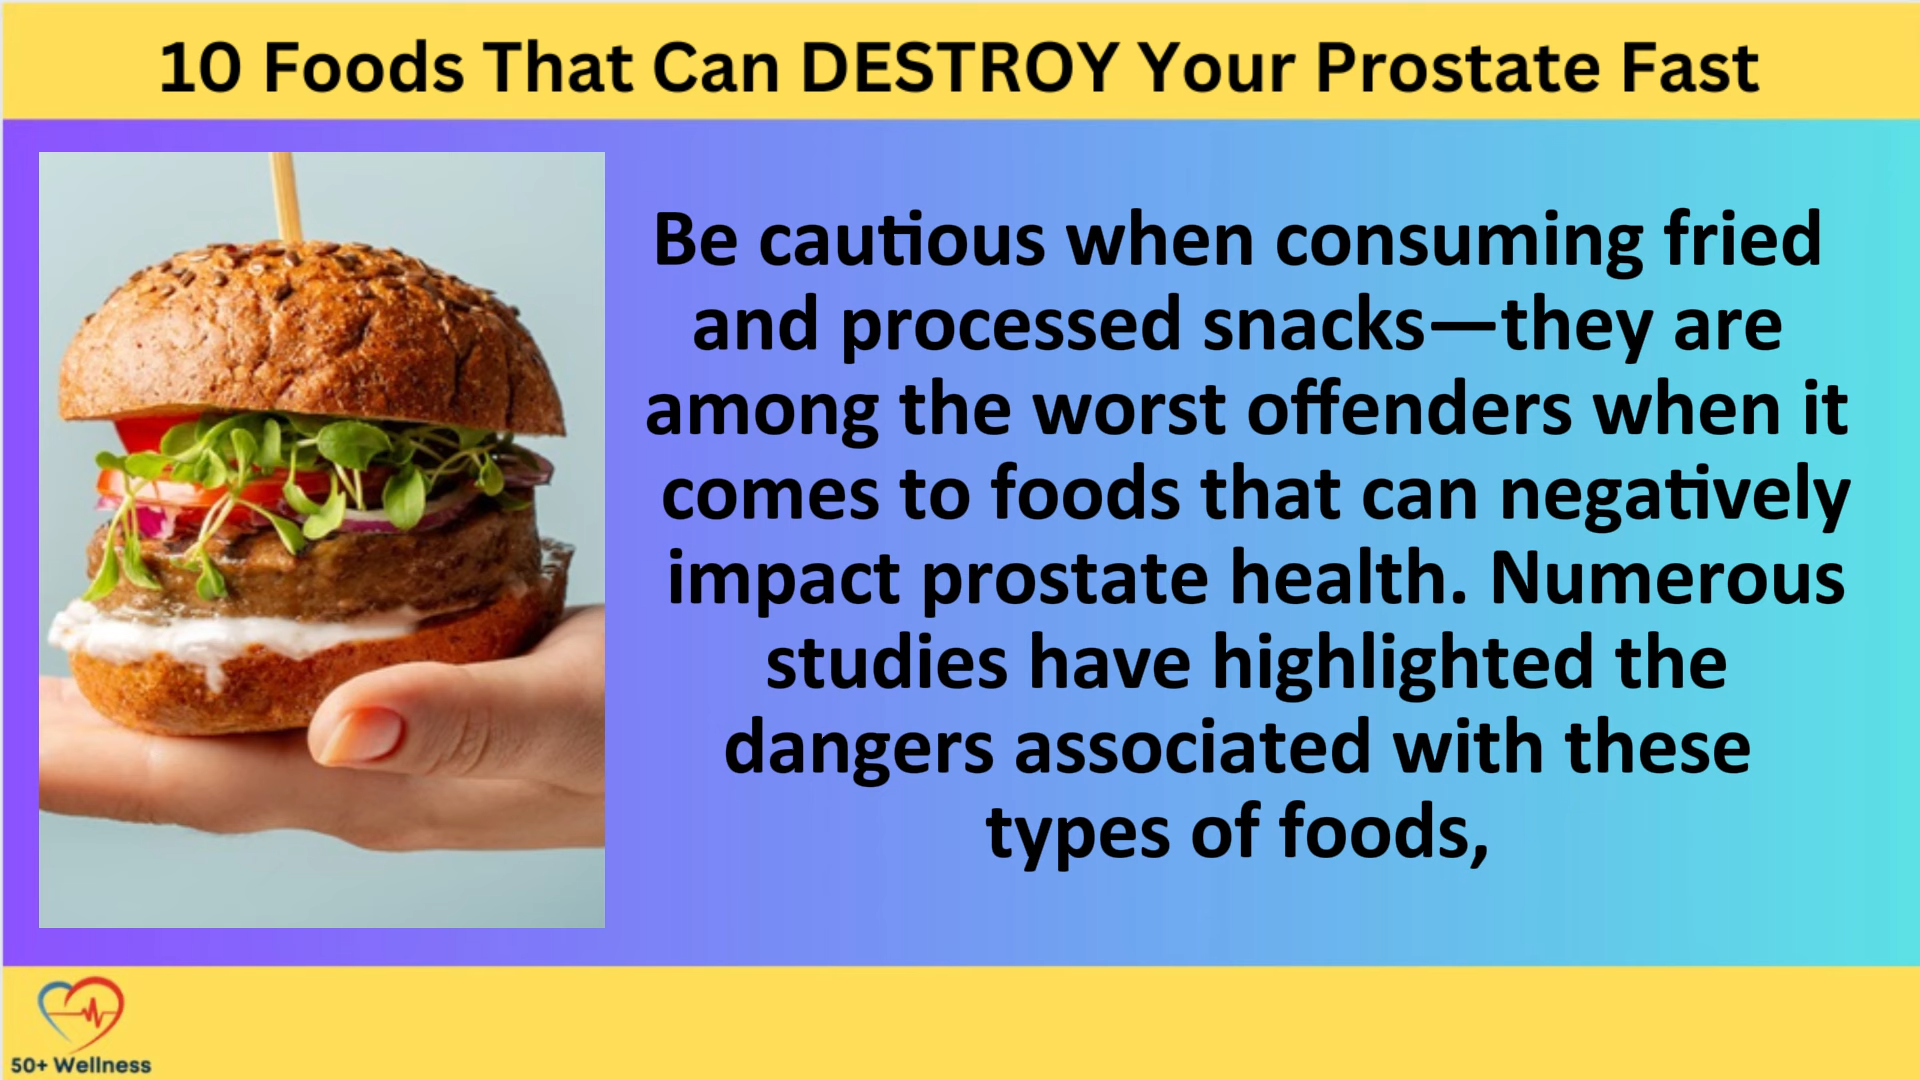 10 Foods That Can DESTROY Your Prostate Fast
Be cautious when consuming fried
and processed snacks—they are
among the worst offenders when it
comes to foods that can negatively
impact prostate health. Numerous
studies have highlighted the
dangers associated with these
types of foods,
50+ Wellness